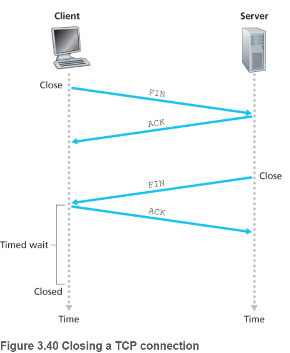 Client
Server
Close
FIN
ACK
Close
FIN
ACK
Timed wait
Closed
Time
Time
Figure 3.40 Closing a TCP connection